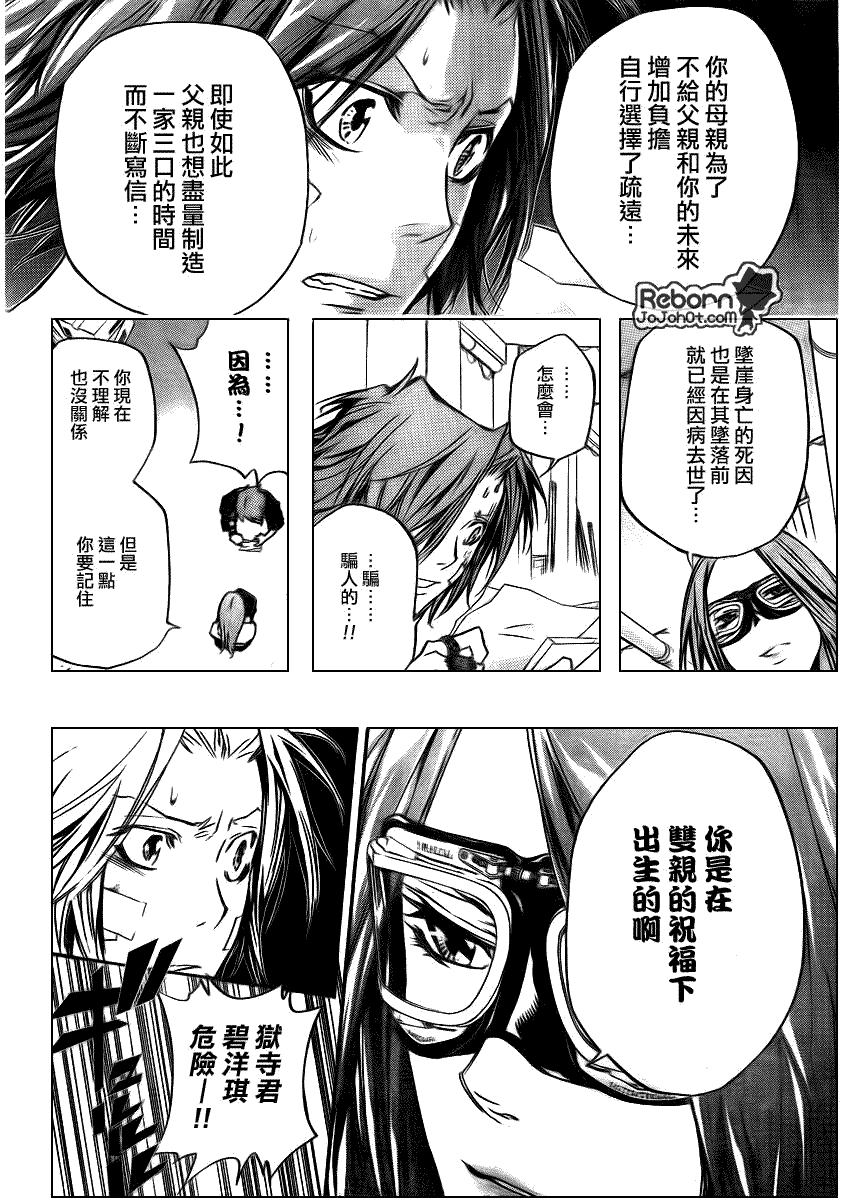 你的母親為了
不給父親和你的未來
增加負擔
自行選擇了疏遠…
即使如此
父親也想盡量制造
一家三口的時間
而不斷寫信…
Reborn
JoJohot.com
墜崖身亡的死因
也是在其墜落前
就已經因病去世了…
……
怎麼會…
…騙……
人的…!!
……
因為…!
你現在
不理解
也沒關係
但是
這一點
你要記住
你是在
雙親的祝福下
出生的啊
獄寺君
碧洋琪
危險—!!